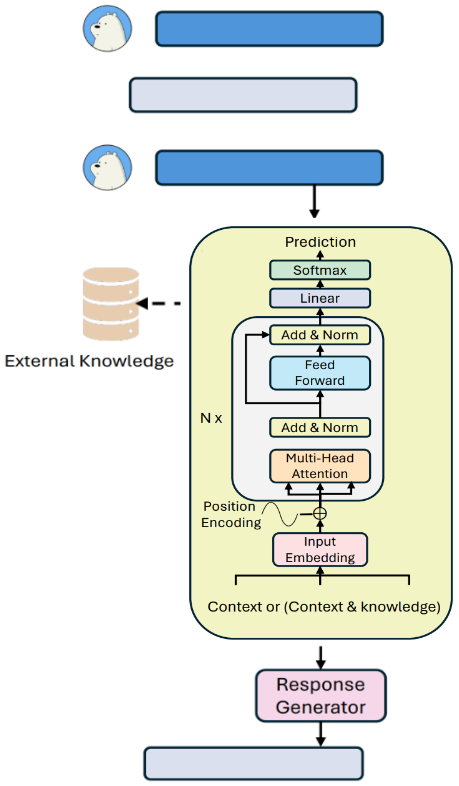 Prediction
Softmax
Linear
Add & Norm
Feed
Forward
External Knowledge
N x
Add & Norm
Multi-Head
Attention
Position
Encoding
Input
Embedding
Context or (Context & knowledge)
Response
Generator